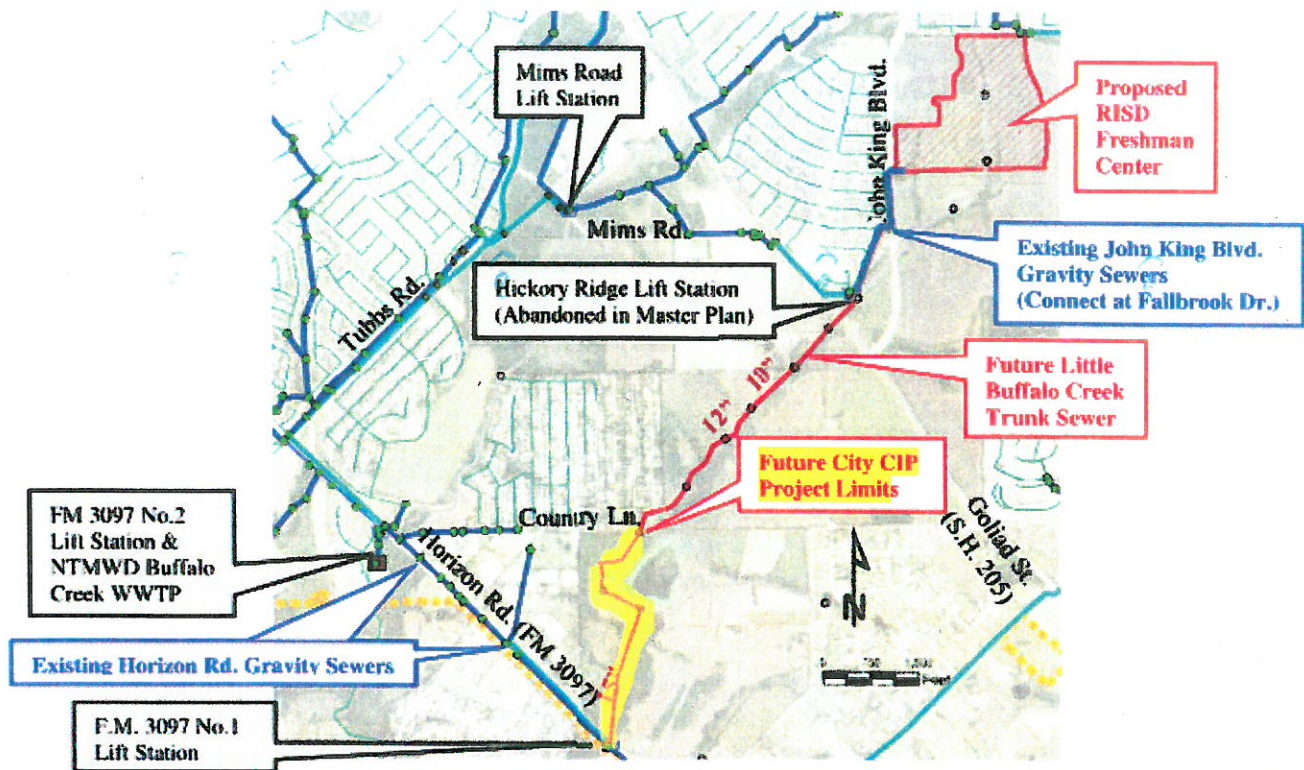 Mims Road
Lift Station
John King Blvd.
Proposed
RISD
Freshman
Center
Mims Rd.
Existing John King Blvd.
Gravity Sewers
(Connect at Fallbrook Dr.)
Hickory Ridge Lift Station
(Abandoned in Master Plan)
Tubbs Rd.
10"
12"
Future Little
Buffalo Creek
Trunk Sewer
Future City CIP
Project Limits
Goliad St.
(S.H. 205)
Country Ln.
FM 3097 No.2
Lift Station &
NTMWD Buffalo
Creek WWTP
Horizon Rd. (FM 3097)
N
Existing Horizon Rd. Gravity Sewers
F.M. 3097 No.1
Lift Station